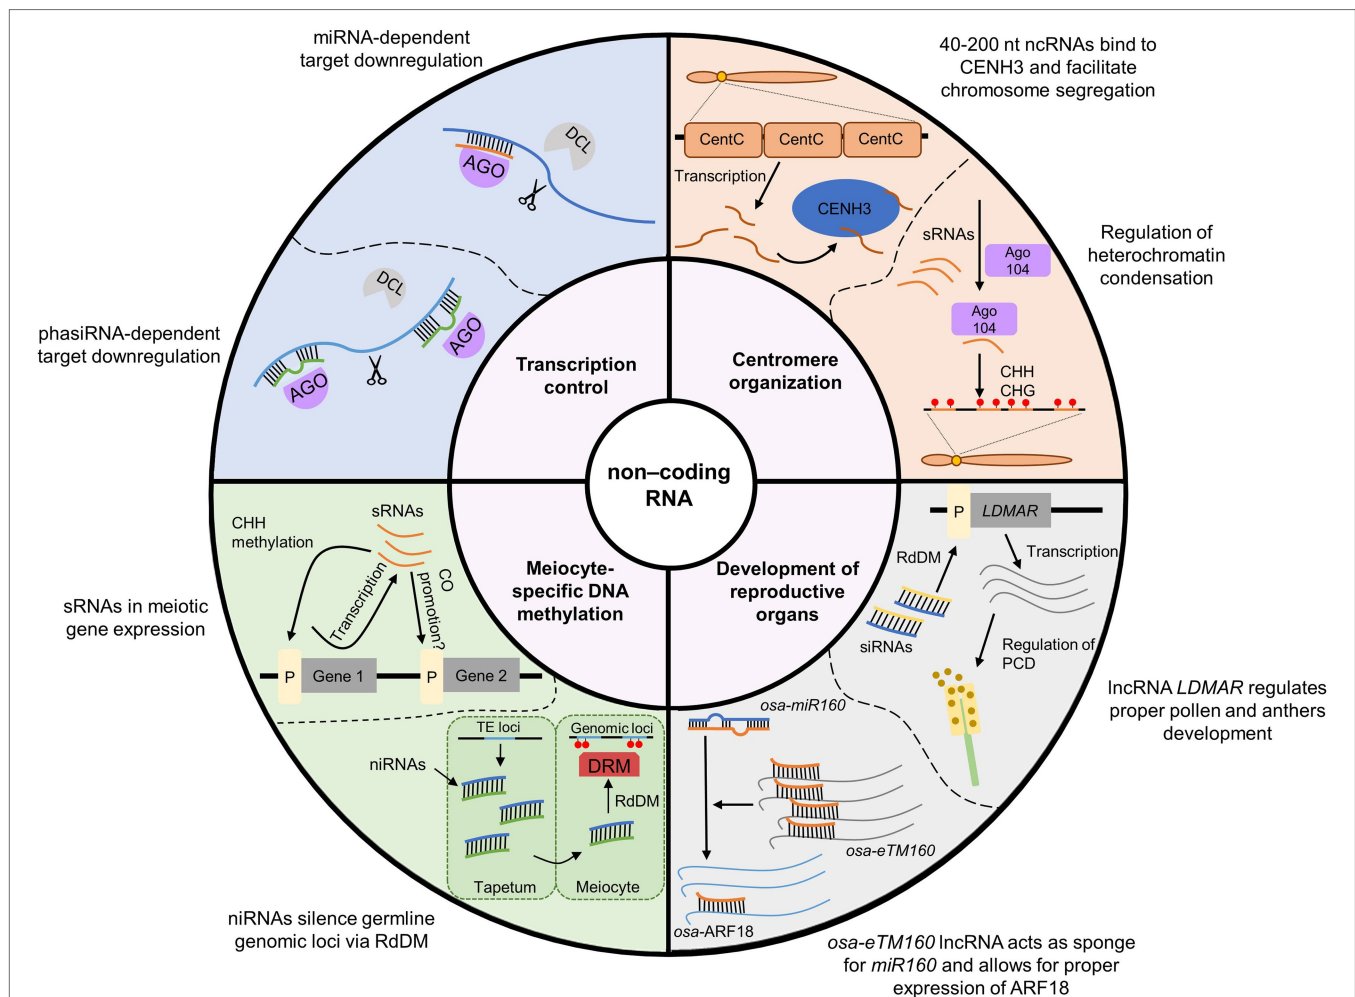 miRNA-dependent
target downregulation
DCL
AGO
phasiRNA-dependent
target downregulation
DCL
AGO
AGO
40-200 nt ncRNAs bind to
CENH3 and facilitate
chromosome segregation
CentC
CentC
CentC
Transcription
CENH3
sRNAs
Ago
104
Ago
104
CHH
CHG
Regulation of
heterochromatin
condensation
Transcription
control
Centromere
organization
non–coding
RNA
Meiocyte-
specific DNA
methylation
Development of
reproductive
organs
CHH
methylation
sRNAs
Transcription
CO
promotion?
P
Gene 1
P
Gene 2
sRNAs in meiotic
gene expression
TE loci
niRNAs
Tapetum
Genomic loci
DRM
RdDM
Meiocyte
niRNAs silence germline
genomic loci via RdDM
P
LDMAR
RdDM
Transcription
siRNAs
Regulation of
PCD
lncRNA LDMAR regulates
proper pollen and anthers
development
osa-miR160
osa-eTM160
osa-ARF18
osa-eTM160 lncRNA acts as sponge
for miR160 and allows for proper
expression of ARF18